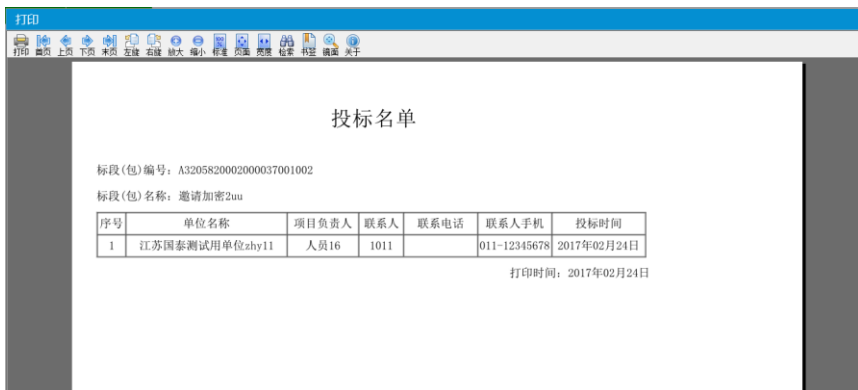 打印
打印 首页 上页 下页 末页 左旋 右旋 放大 缩小 标准 页面 宽度 检索 书签 镜面 关于
投标名单
标段(包)编号：A3205820002000037001002
标段(包)名称：邀请加密2uu
序号 单位名称 项目负责人 联系人 联系电话 联系人手机 投标时间
1 江苏国泰测试用单位zhy11 人员16 1011 011-12345678 2017年02月24日
打印时间：2017年02月24日